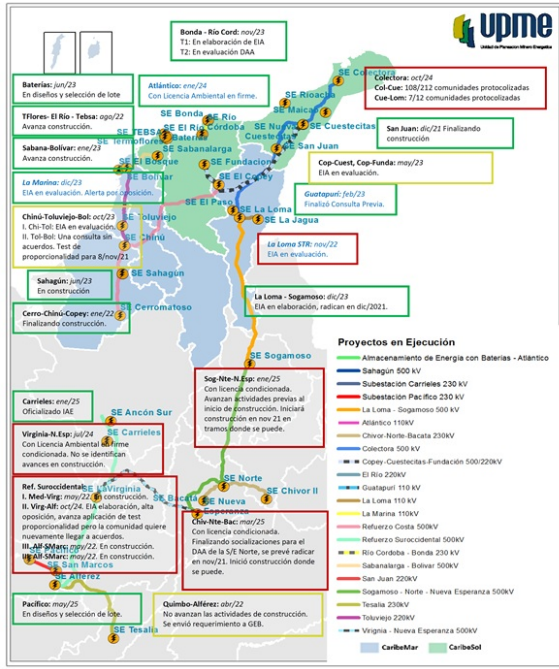 upme
Unidad de Planeación Minero Energética
Bonda - Río Córd: nov/23
T1: En elaboración de EIA
T2: En evaluación DAA
Baterías: jun/23
En diseños y selección de lote
Atlántico: ene/24
Con Licencia Ambiental en firme.
SE Colectora
Colectora: oct/24
Col-Cue: 108/212 comunidades protocolizadas
Cue-Lom: 7/12 comunidades protocolizadas
TFlores- El Río - Tebsa: ago/22
Avanza construcción.
SE Riohacha
SE Maicao
SE Bonda
SE Río
SE TEBSA
SE El Río
Córdoba
Termoflores
Baterías
SE Nueva
Cuestecitas
Cuestecitas
San Juan: dic/21 Finalizando
construcción
Sabana-Bolívar: ene/23
Avanza construcción.
SE Sabanalarga
SE San Juan
SE El Bosque
SE Fundacion
Cop-Cuest, Cop-Funda: may/23
EIA en evaluación.
SE Bolívar
SE El Copey
La Marina: dic/23
EIA en evaluación. Alerta por oposición.
Guatapurí: feb/23
Finalizó Consulta Previa.
SE El Paso
SE La Loma
SE La Jagua
Chinú-Toluviejo-Bol: oct/23
I. Chi-Tol: EIA en evaluación.
II. Tol-Bol: Una consulta sin
acuerdos. Test de
proporcionalidad para 8/nov/21
SE Toluviejo
SE Chinú
La Loma STR: nov/22
EIA en evaluación.
SE Sahagún
Sahagún: jun/23
En construcción
La Loma - Sogamoso: dic/23
EIA en elaboración, radican en dic/2021.
Cerro-Chinú-Copey: ene/22
Finalizando construcción.
SE Cerromatoso
Proyectos en Ejecución
Almacenamiento de Energía con Baterias - Atlántico
Sahagún 500 kV
Subestación Carrieles 230 kV
Subestación Pacifico 230 kV
La Loma - Sogamoso 500 kV
Atlántico 110 kV
Chivor-Norte-Bacata 230kV
Colectora 500 kV
Copey-Cuestecitas-Fundación 500/220kV
El Río 220kV
Guatapurí 110 kV
La Loma 110 kV
La Marina 110kV
Refuerzo Costa 500kV
Refuerzo Suroccidental 500kV
Río Cordoba - Bonda 230 kV
Sabanalarga - Bolivar 500kV
San Juan 220kV
Sogamoso - Norte - Nueva Esperanza 500kV
Tesalia 230kV
Toluviejo 220kV
Virginia - Nueva Esperanza 500kV
CaribeMar
CaribeSol
SE Sogamoso
Sog-Nte-N.Esp: ene/25
Con licencia condicionada.
Avanzan actividades previas al
inicio de construcción. Iniciará
construcción en nov 21 en
tramos donde se puede.
Carrieles: ene/25
Oficializado IAE
SE Ancón Sur
SE Carrieles
Virginia-N.Esp: jul/24
Con Licencia Ambiental en firme
condicionada. No se identifican
avances en construcción.
Ref. Suroccidental:
I. Med-Virg: may/22. En construcción.
II. Virg-Alf: oct/24. EIA elaboración, alta
oposición, avanza aplicación de test
proporcionalidad pero la comunidad quiere
nuevamente llegar a acuerdos.
III. Alf-SMarc: may/22. En construcción.
SE LaVirginia
SE Norte
SE Bacatá
SE Chivor II
SE Nueva
Esperanza
Chiv-Nte-Bac: mar/25
Con licencia condicionada.
Finalizando socializaciones para el
DAA de la S/E Norte, se prevé radicar
en nov/21. Inició construcción donde
se puede.
SE Pacífico
SE San Marcos
SE Alférez
Pacífico: may/25
En diseños y selección de lote.
Quimbo-Alférez: abr/22
No avanzan las actividades de construcción.
Se envió requerimiento a GEB.
SE Tesalia